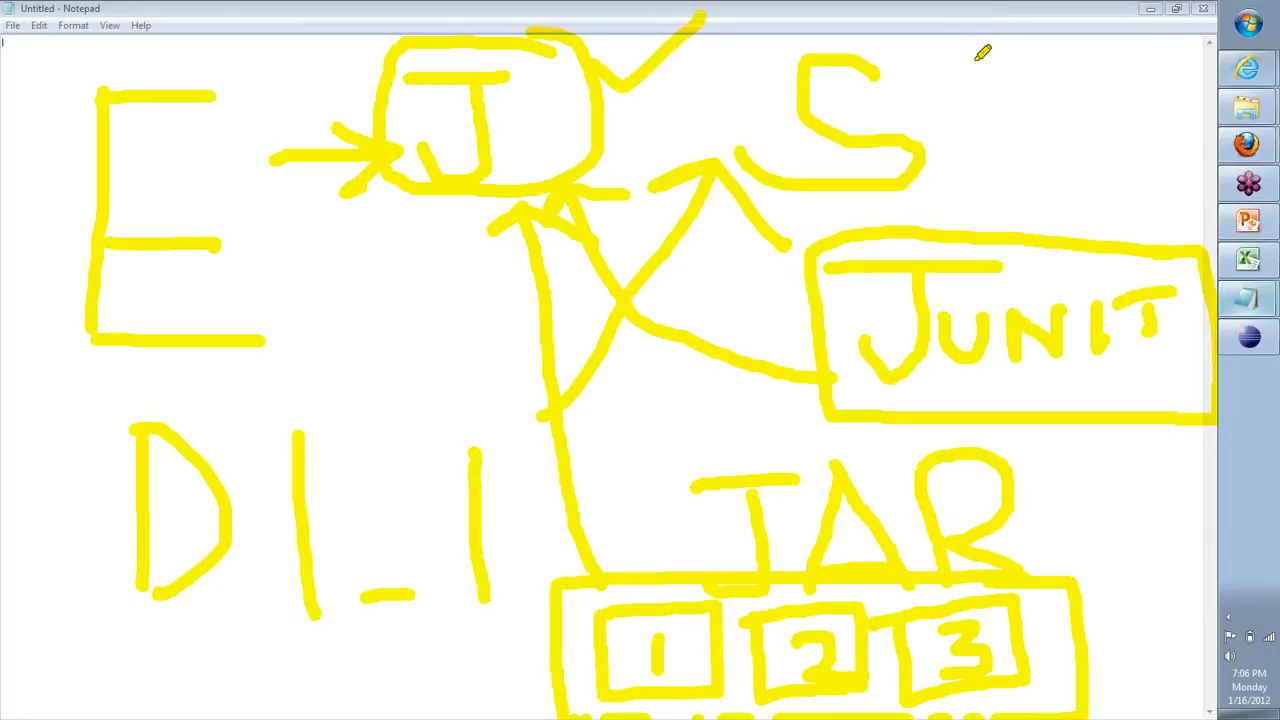 Untitled - Notepad
File Edit Format View Help
E J S
JUNIT
D I _ I
JAR
1 2 3
7:06 PM
Monday
1/16/2012